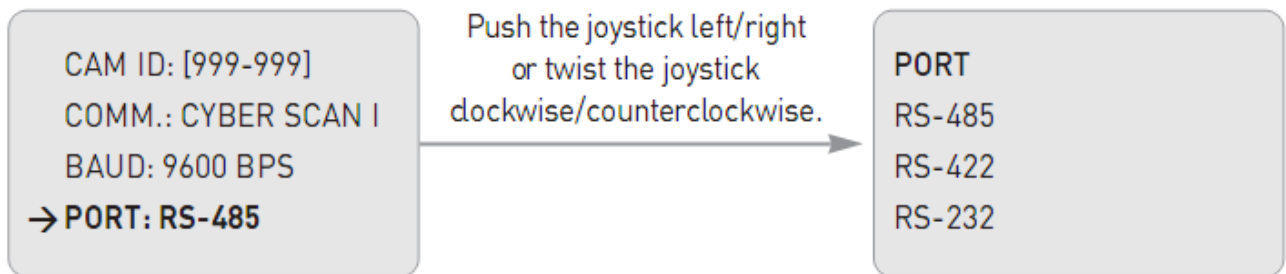 CAM ID: [999-999]
COMM.: CYBER SCAN I
BAUD: 9600 BPS
→ PORT: RS-485
Push the joystick left/right
or twist the joystick
clockwise/counterclockwise.
PORT
RS-485
RS-422
RS-232